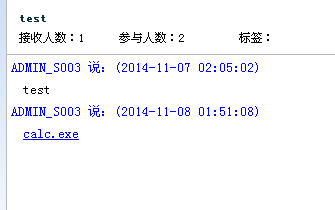 test
接收人数：1 参与人数：2 标签：
ADMIN_S003 说：(2014-11-07 02:05:02)
test
ADMIN_S003 说：(2014-11-08 01:51:08)
calc.exe